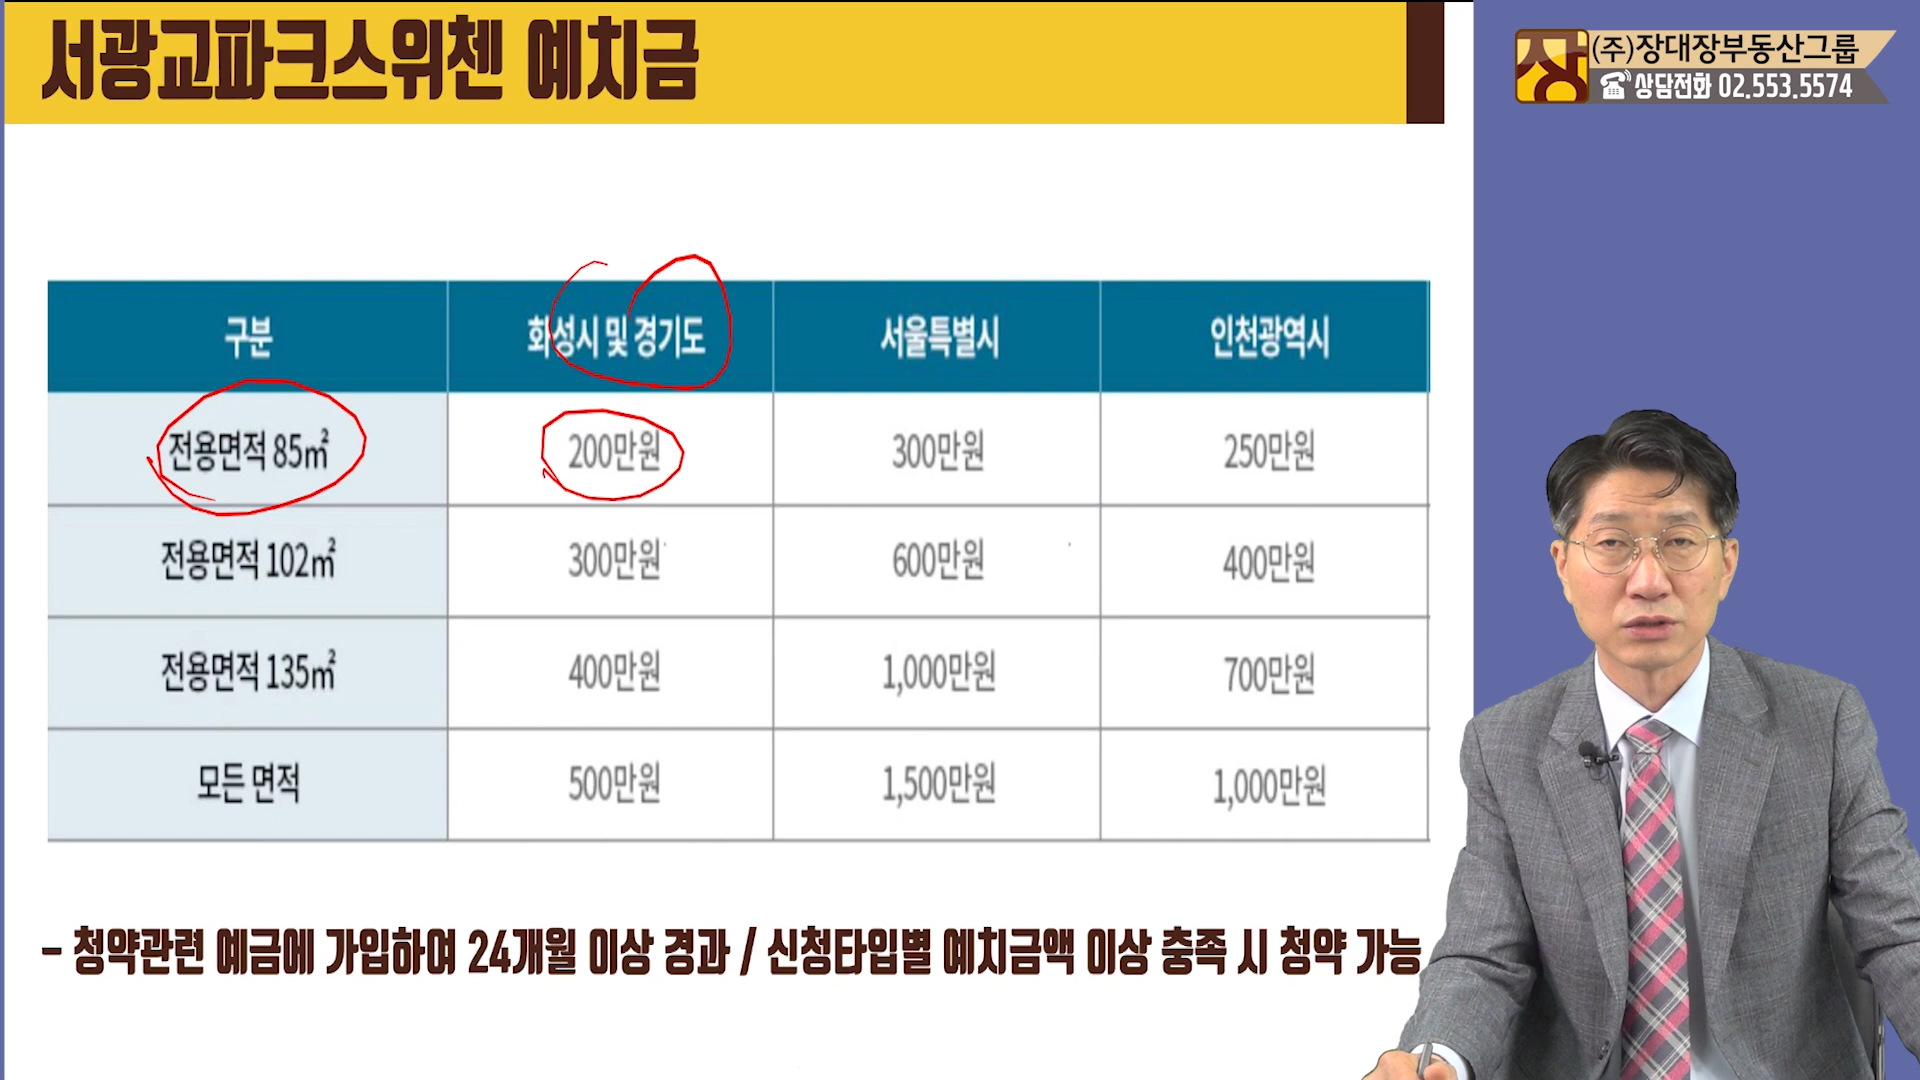 서광교파크스위첸 예치금
(주)장대장부동산그룹
상담전화 02.553.5574
구분 화성시 및 경기도 서울특별시 인천광역시
전용면적 85㎡ 200만원 300만원 250만원
전용면적 102㎡ 300만원 600만원 400만원
전용면적 135㎡ 400만원 1,000만원 700만원
모든 면적 500만원 1,500만원 1,000만원
- 청약관련 예금에 가입하여 24개월 이상 경과 / 신청타입별 예치금액 이상 충족 시 청약 가능